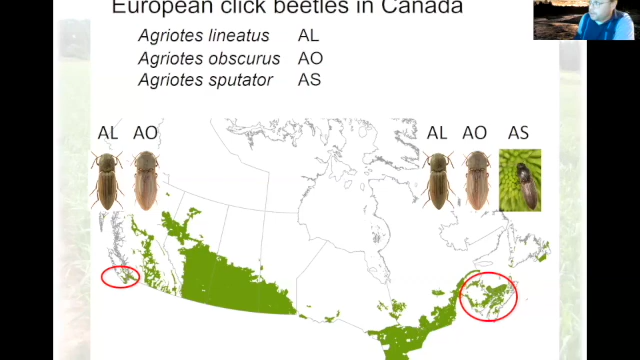 European click beetles in Canada
Agriotes lineatus AL
Agriotes obscurus AO
Agriotes sputator AS
AL AO AL AO AS